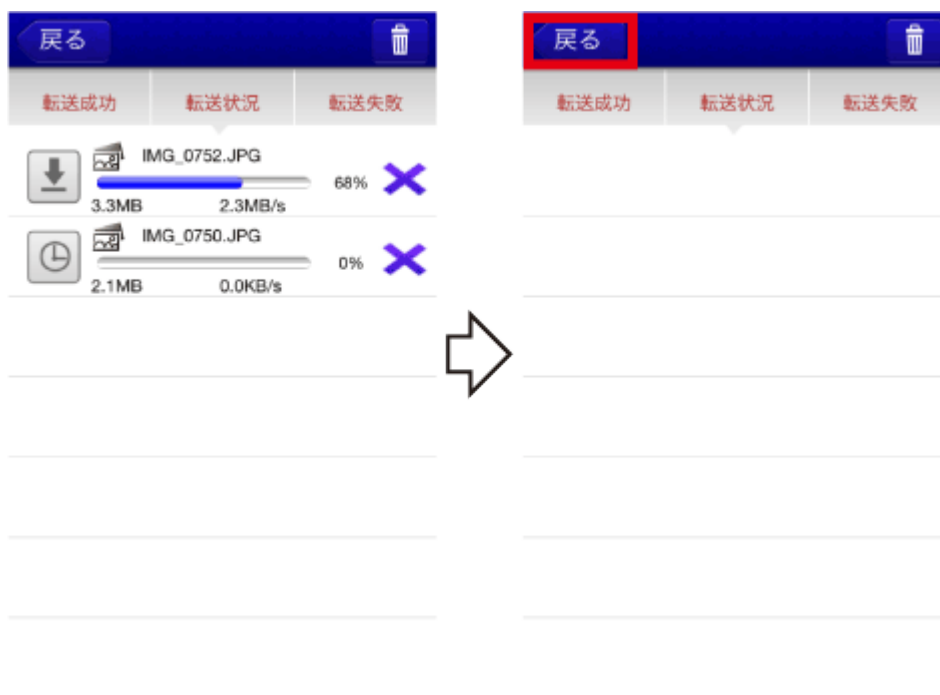 戻る
転送成功 転送状況 転送失敗
IMG_0752.JPG
68%
3.3MB 2.3MB/s
IMG_0750.JPG
0%
2.1MB 0.0KB/s
戻る
転送成功 転送状況 転送失敗